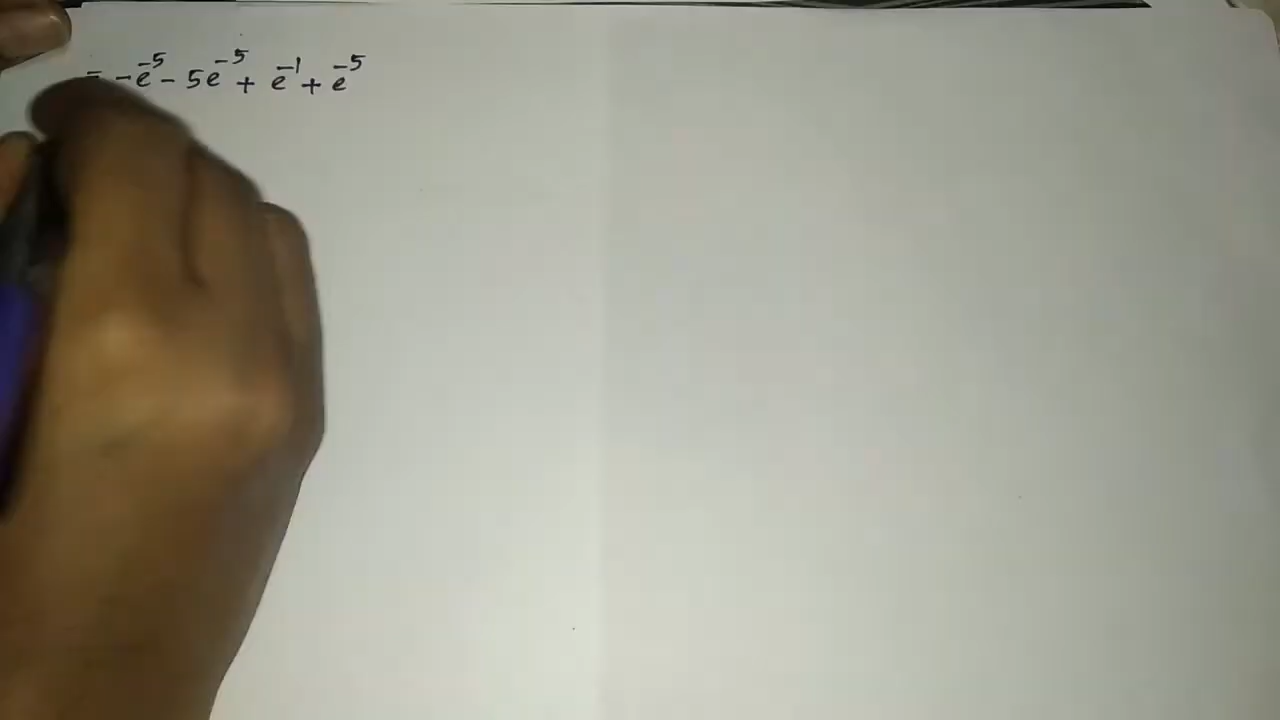 = -e⁻⁵ - 5e⁻⁵ + e⁻¹ + e⁻⁵